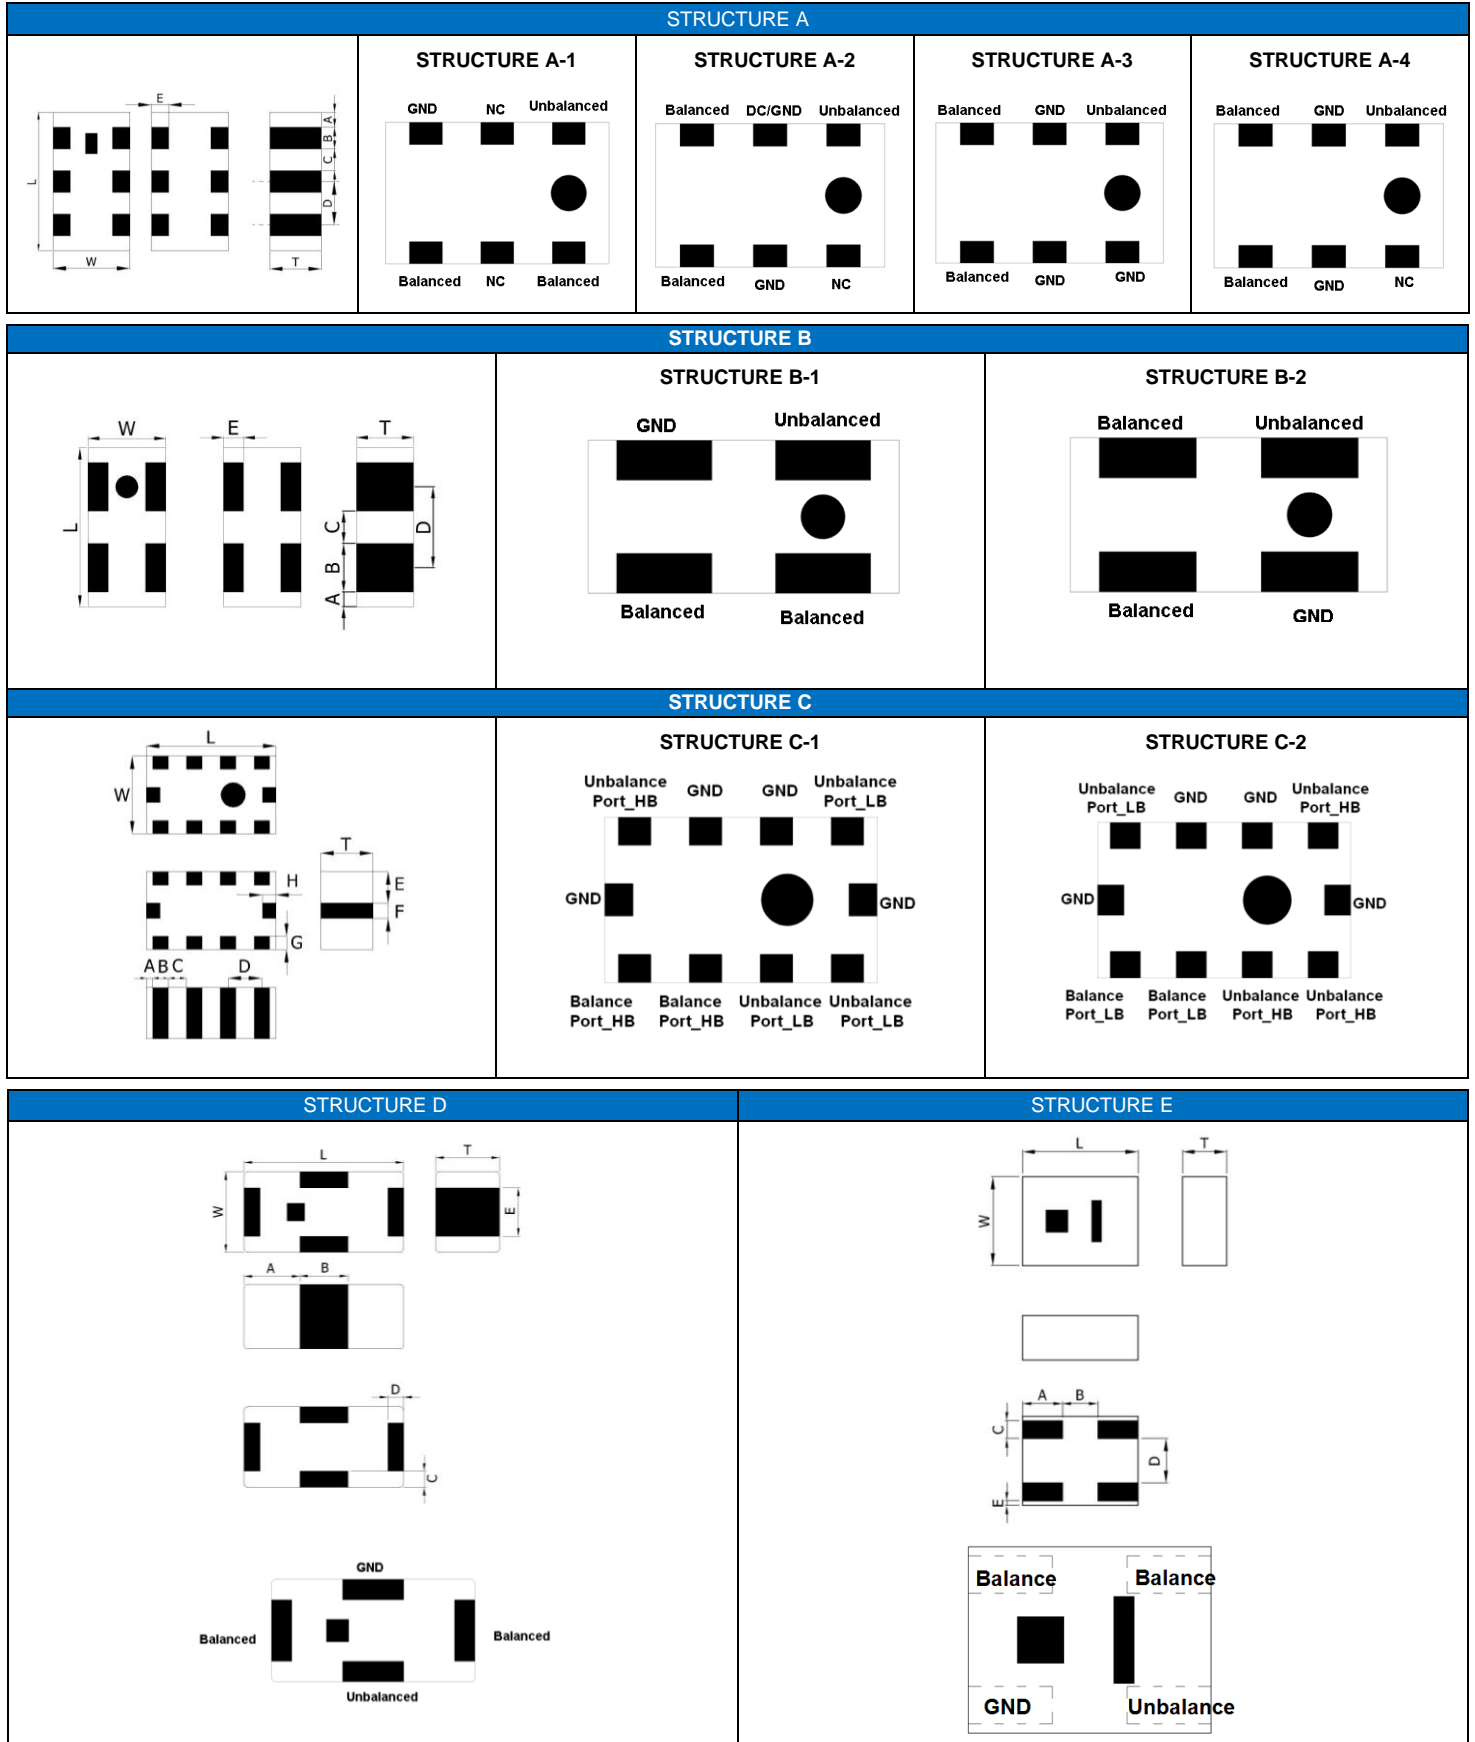 STRUCTURE A
E
L
W
A
B
C
D
T
STRUCTURE A-1
GND NC Unbalanced
Balanced NC Balanced
STRUCTURE A-2
Balanced DC/GND Unbalanced
Balanced GND NC
STRUCTURE A-3
Balanced GND Unbalanced
Balanced GND GND
STRUCTURE A-4
Balanced GND Unbalanced
Balanced GND NC
STRUCTURE B
W E T
L
C
D
B
A
STRUCTURE B-1
GND Unbalanced
Balanced Balanced
STRUCTURE B-2
Balanced Unbalanced
Balanced GND
STRUCTURE C
L
W
T
H
E
F
G
A B C D
STRUCTURE C-1
Unbalance GND GND Unbalance
Port_HB Port_LB
GND GND
Balance Balance Unbalance Unbalance
Port_HB Port_HB Port_LB Port_LB
STRUCTURE C-2
Unbalance GND GND Unbalance
Port_LB Port_HB
GND GND
Balance Balance Unbalance Unbalance
Port_LB Port_LB Port_HB Port_HB
STRUCTURE D
L T
W E
A B
D
C
GND
Balanced Balanced
Unbalanced
STRUCTURE E
L T
W
A B
C
D
E
Balance Balance
GND Unbalance